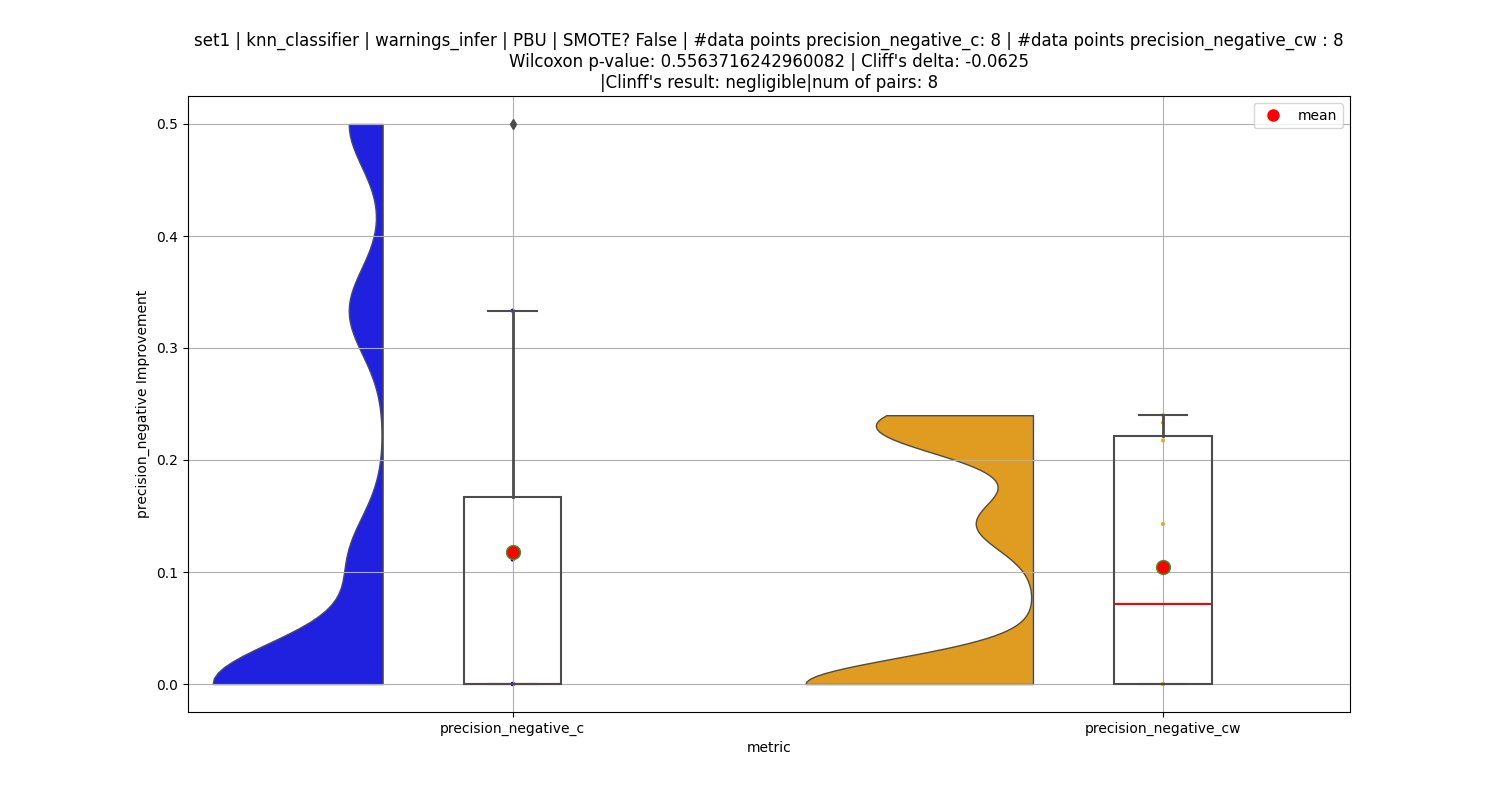 set1 | knn_classifier | warnings_infer | PBU | SMOTE? False | #data points precision_negative_c: 8 | #data points precision_negative_cw : 8
Wilcoxon p-value: 0.5563716242960082 | Cliff's delta: -0.0625
|Clinff's result: negligible|num of pairs: 8
mean
0.5
0.4
0.3
0.2
0.1
0.0
precision_negative Improvement
precision_negative_c
precision_negative_cw
metric